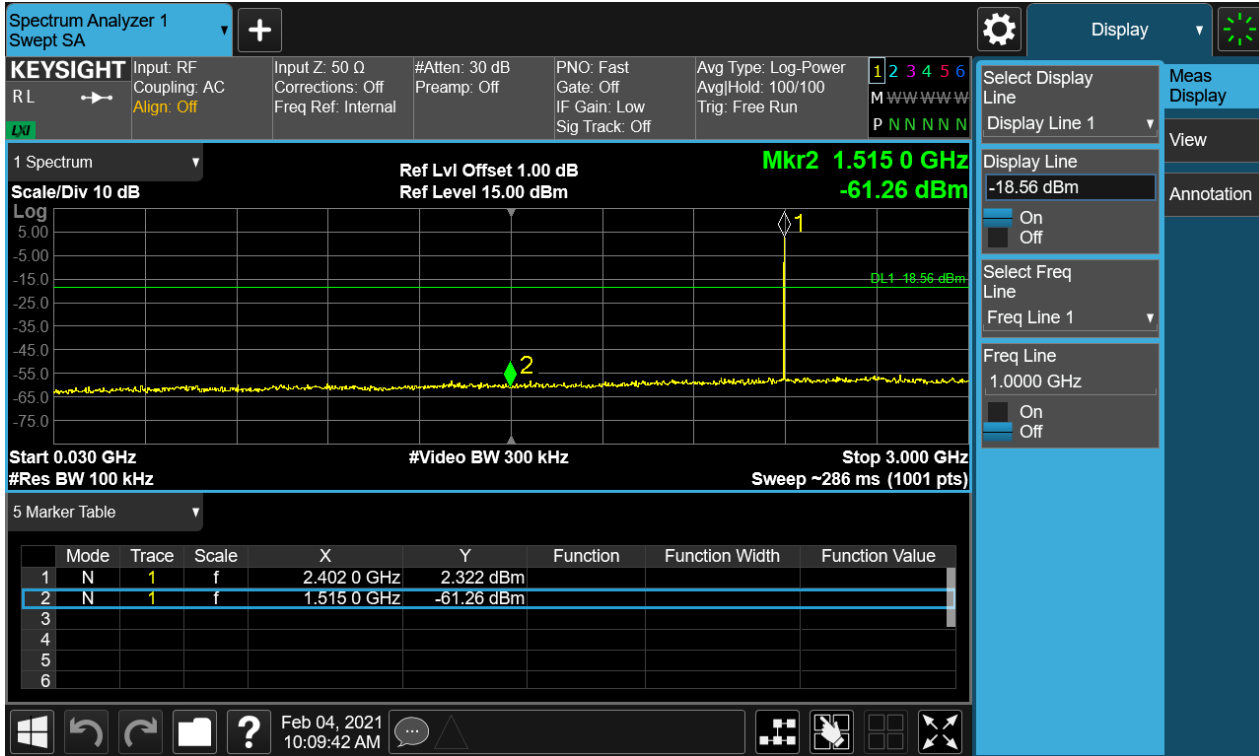 Spectrum Analyzer 1
Swept SA
+
Display
KEYSIGHT
R L
LXI
Input: RF
Coupling: AC
Align: Off
Input Z: 50 Ω
Corrections: Off
Freq Ref: Internal
#Atten: 30 dB
Preamp: Off
PNO: Fast
Gate: Off
IF Gain: Low
Sig Track: Off
Avg Type: Log-Power
Avg|Hold: 100/100
Trig: Free Run
1 2 3 4 5 6
M W W W W W
P N N N N N
1 Spectrum
Scale/Div 10 dB
Ref Lvl Offset 1.00 dB
Ref Level 15.00 dBm
Mkr2 1.515 0 GHz
-61.26 dBm
Log
5.00
-5.00
-15.0
-25.0
-35.0
-45.0
-55.0
-65.0
-75.0
1
DL1 -18.56 dBm
2
Start 0.030 GHz
#Res BW 100 kHz
#Video BW 300 kHz
Stop 3.000 GHz
Sweep ~286 ms (1001 pts)
5 Marker Table
Mode Trace Scale X Y Function Function Width Function Value
1 N 1 f 2.402 0 GHz 2.322 dBm
2 N 1 f 1.515 0 GHz -61.26 dBm
3
4
5
6
Select Display
Line
Display Line 1
Display Line
-18.56 dBm
On
Off
Select Freq
Line
Freq Line 1
Freq Line
1.0000 GHz
On
Off
Meas
Display
View
Annotation
?
Feb 04, 2021
10:09:42 AM